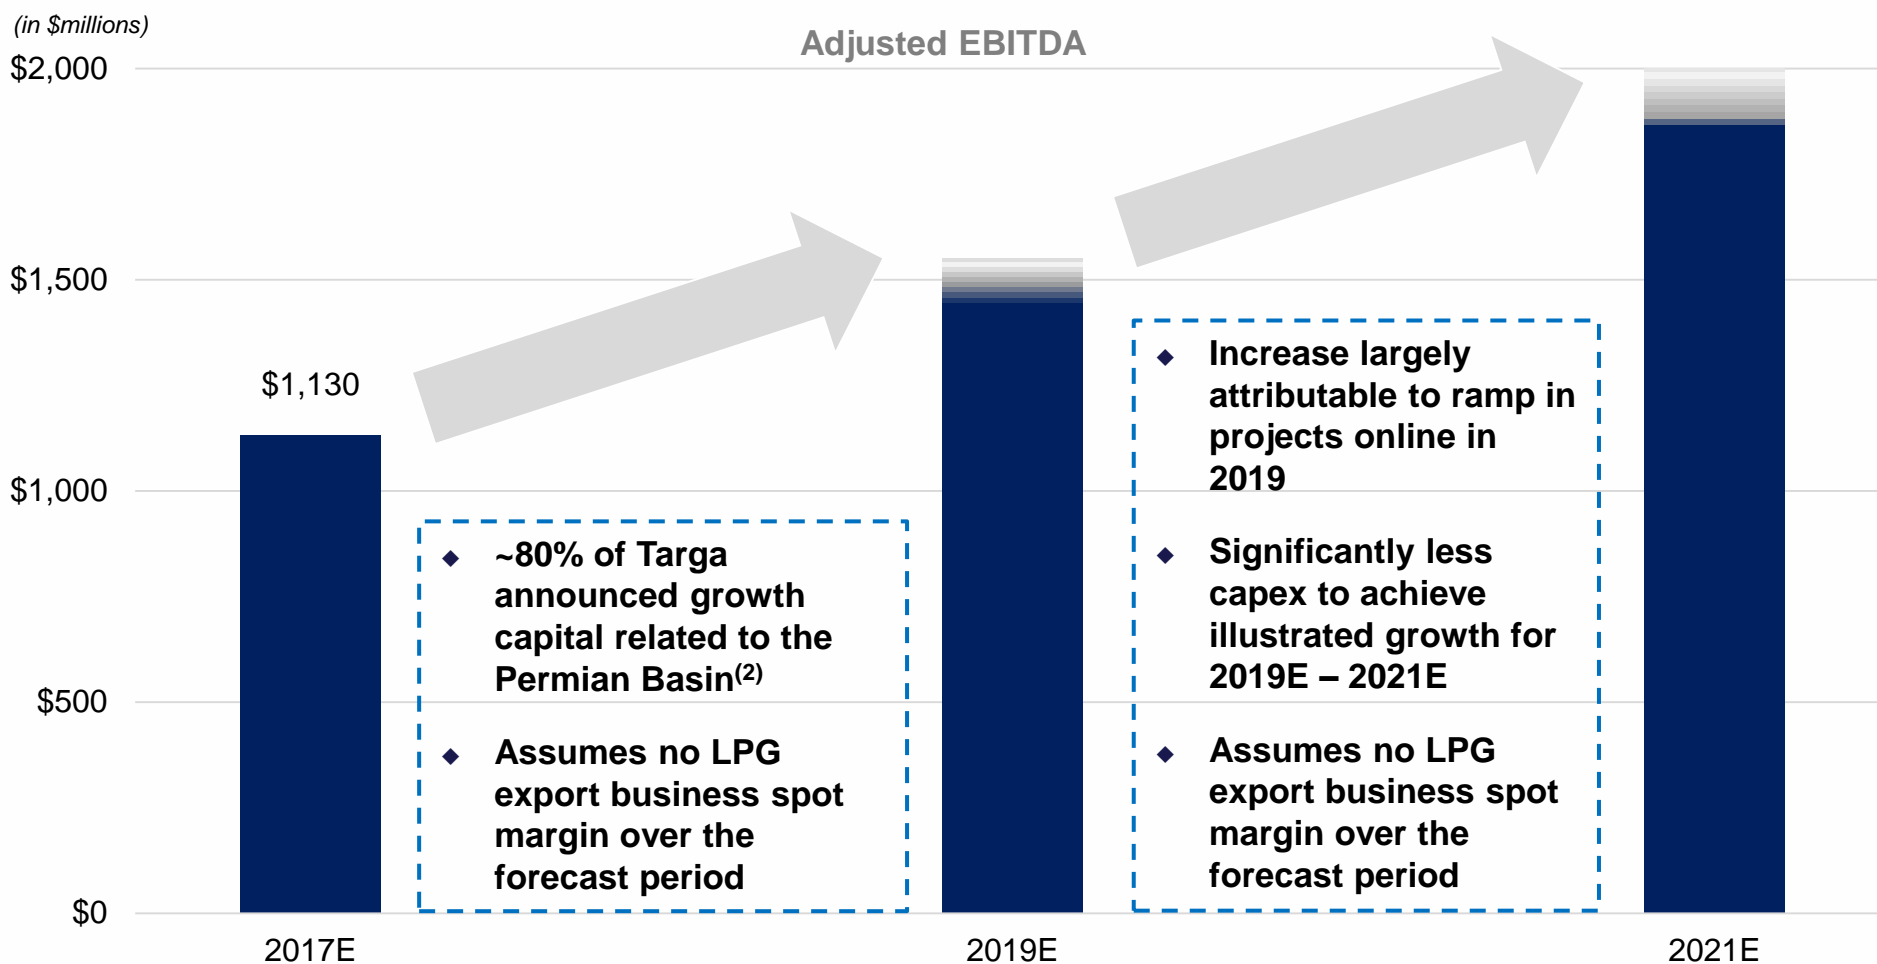 (in $millions)
Adjusted EBITDA
$2,000
$1,500
$1,000
$500
$0
$1,130
◆ ~80% of Targa
announced growth
capital related to the
Permian Basin(2)
◆ Assumes no LPG
export business spot
margin over the
forecast period
◆ Increase largely
attributable to ramp in
projects online in
2019
◆ Significantly less
capex to achieve
illustrated growth for
2019E – 2021E
◆ Assumes no LPG
export business spot
margin over the
forecast period
2017E
2019E
2021E